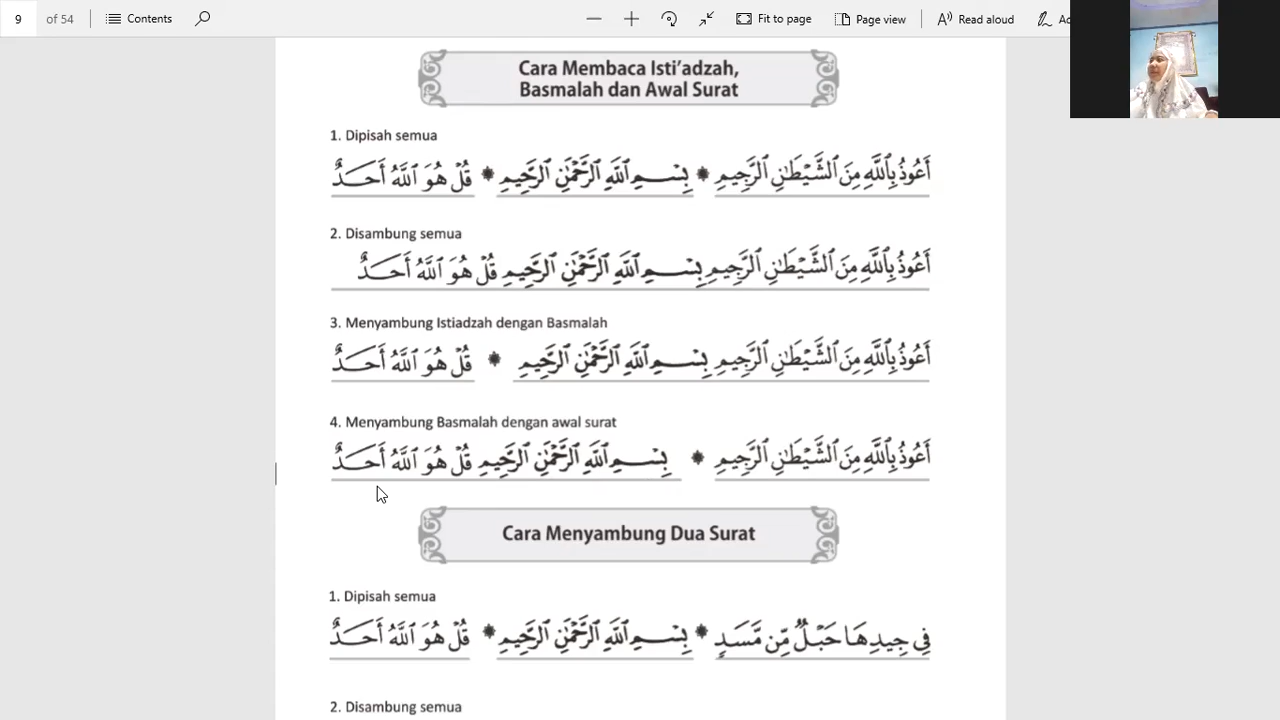 9 of 54 Contents Fit to page Page view Read aloud
Cara Membaca Isti'adzah,
Basmalah dan Awal Surat
1. Dipisah semua
أَعُوذُ بِٱللَّهِ مِنَ ٱلشَّيْطَٰنِ ٱلرَّجِيمِ ۞ بِسْمِ ٱللَّهِ ٱلرَّحْمَٰنِ ٱلرَّحِيمِ ۞ قُلْ هُوَ ٱللَّهُ أَحَدٌ
2. Disambung semua
أَعُوذُ بِٱللَّهِ مِنَ ٱلشَّيْطَٰنِ ٱلرَّجِيمِ بِسْمِ ٱللَّهِ ٱلرَّحْمَٰنِ ٱلرَّحِيمِ قُلْ هُوَ ٱللَّهُ أَحَدٌ
3. Menyambung Istiadzah dengan Basmalah
أَعُوذُ بِٱللَّهِ مِنَ ٱلشَّيْطَٰنِ ٱلرَّجِيمِ بِسْمِ ٱللَّهِ ٱلرَّحْمَٰنِ ٱلرَّحِيمِ ۞ قُلْ هُوَ ٱللَّهُ أَحَدٌ
4. Menyambung Basmalah dengan awal surat
أَعُوذُ بِٱللَّهِ مِنَ ٱلشَّيْطَٰنِ ٱلرَّجِيمِ ۞ بِسْمِ ٱللَّهِ ٱلرَّحْمَٰنِ ٱلرَّحِيمِ قُلْ هُوَ ٱللَّهُ أَحَدٌ
Cara Menyambung Dua Surat
1. Dipisah semua
فِي جِيدِهَا حَبْلٌ مِّن مَّسَدٍ ۞ بِسْمِ ٱللَّهِ ٱلرَّحْمَٰنِ ٱلرَّحِيمِ ۞ قُلْ هُوَ ٱللَّهُ أَحَدٌ
2. Disambung semua